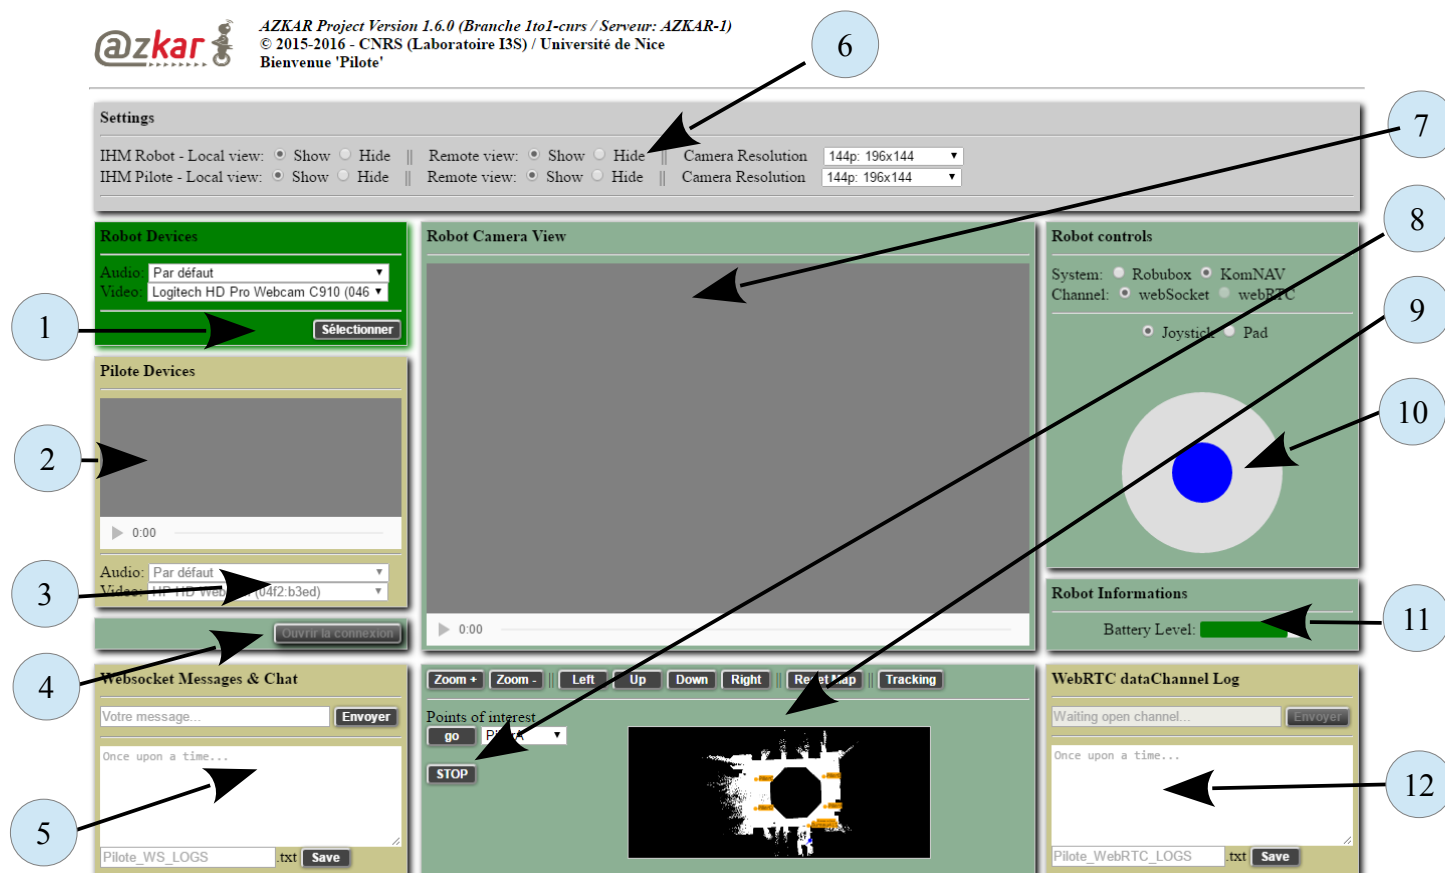 @zkar
AZKAR Project Version 1.6.0 (Branche 1to1-cnrs / Serveur: AZKAR-1)
© 2015-2016 - CNRS (Laboratoire I3S) / Université de Nice
Bienvenue 'Pilote'
6
Settings
7
IHM Robot - Local view: Show Hide || Remote view: Show Hide || Camera Resolution 144p: 196x144
IHM Pilote - Local view: Show Hide || Remote view: Show Hide || Camera Resolution 144p: 196x144
8
Robot Devices
Audio: Par défaut
Video: Logitech HD Pro Webcam C910 (046
Sélectionner
1
Pilote Devices
2
0:00
Audio: Par défaut
Video: HP HD Webcam (04f2:b3ed)
3
Ouvrir la connexion
4
Websocket Messages & Chat
Votre message... Envoyer
Once upon a time...
5
Pilote_WS_LOGS .txt Save
Robot Camera View
0:00
Zoom + Zoom - || Left Up Down Right || Reset Map || Tracking
Points of interest
go PilierA
STOP
Robot controls
System: Robubox KomNAV
Channel: webSocket webRTC
Joystick Pad
9
10
Robot Informations
Battery Level:
11
WebRTC dataChannel Log
Waiting open channel... Envoyer
Once upon a time...
12
Pilote_WebRTC_LOGS .txt Save